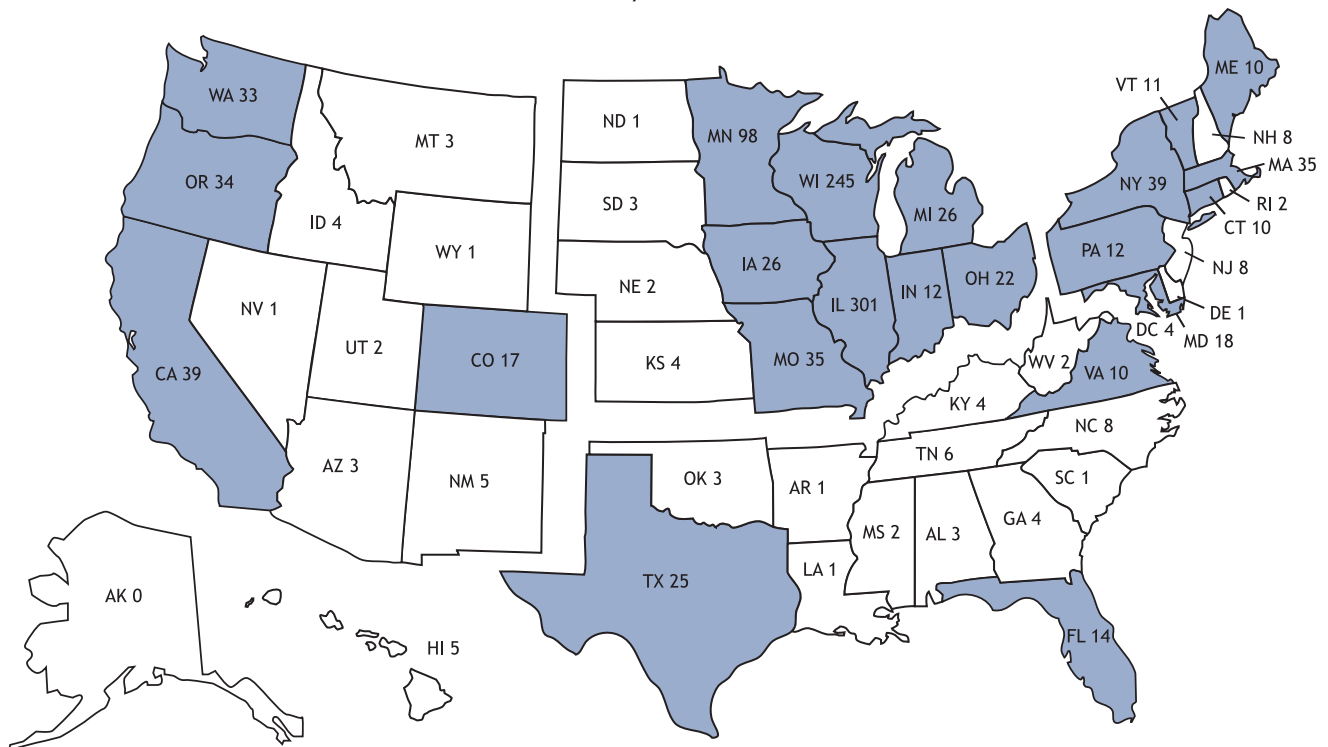 ME 10
VT 11
WA 33
ND 1
MN 98
NH 8
MT 3
MA 35
OR 34
WI 245
NY 39
SD 3
MI 26
RI 2
ID 4
CT 10
WY 1
IA 26
PA 12
NJ 8
NE 2
OH 22
IN 12
NV 1
IL 301
DE 1
DC 4
MD 18
UT 2
CO 17
KS 4
MO 35
WV 2
VA 10
CA 39
KY 4
NC 8
TN 6
AZ 3
NM 5
OK 3
AR 1
SC 1
GA 4
MS 2
AL 3
LA 1
TX 25
AK 0
HI 5
FL 14